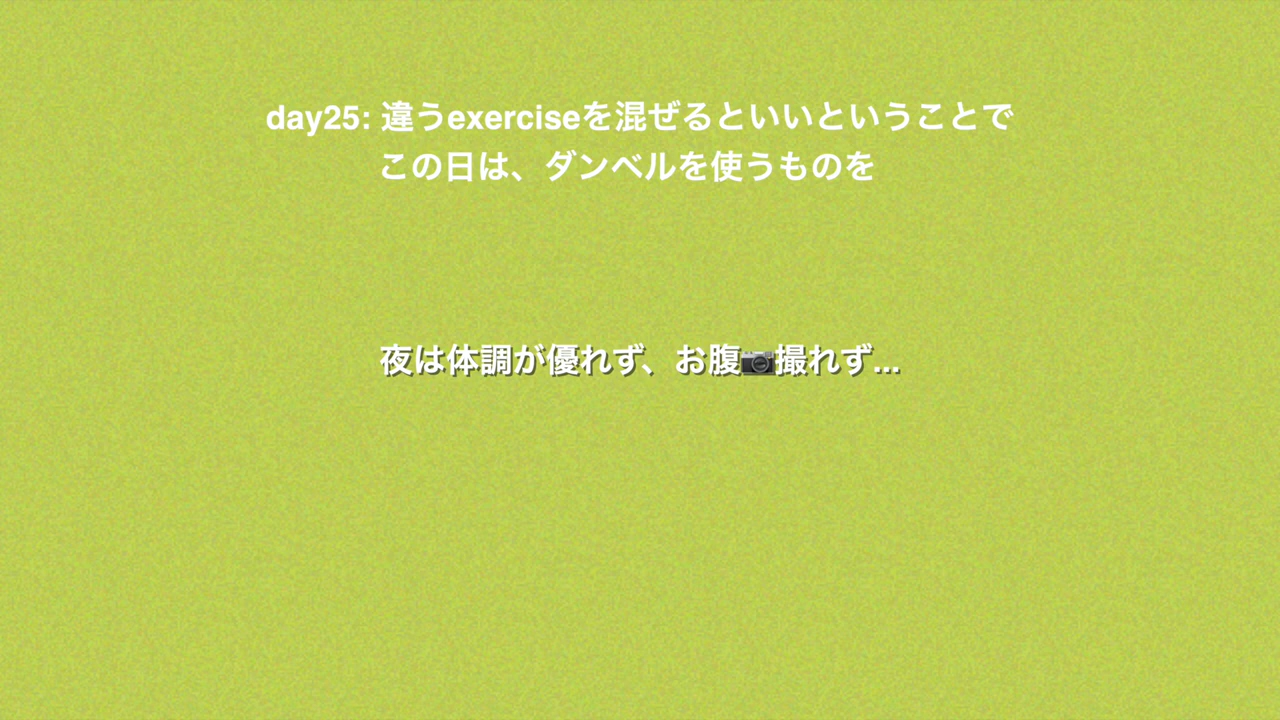 day25: 違うexerciseを混ぜるといいということで
この日は、ダンベルを使うものを
夜は体調が優れず、お腹📷撮れず...